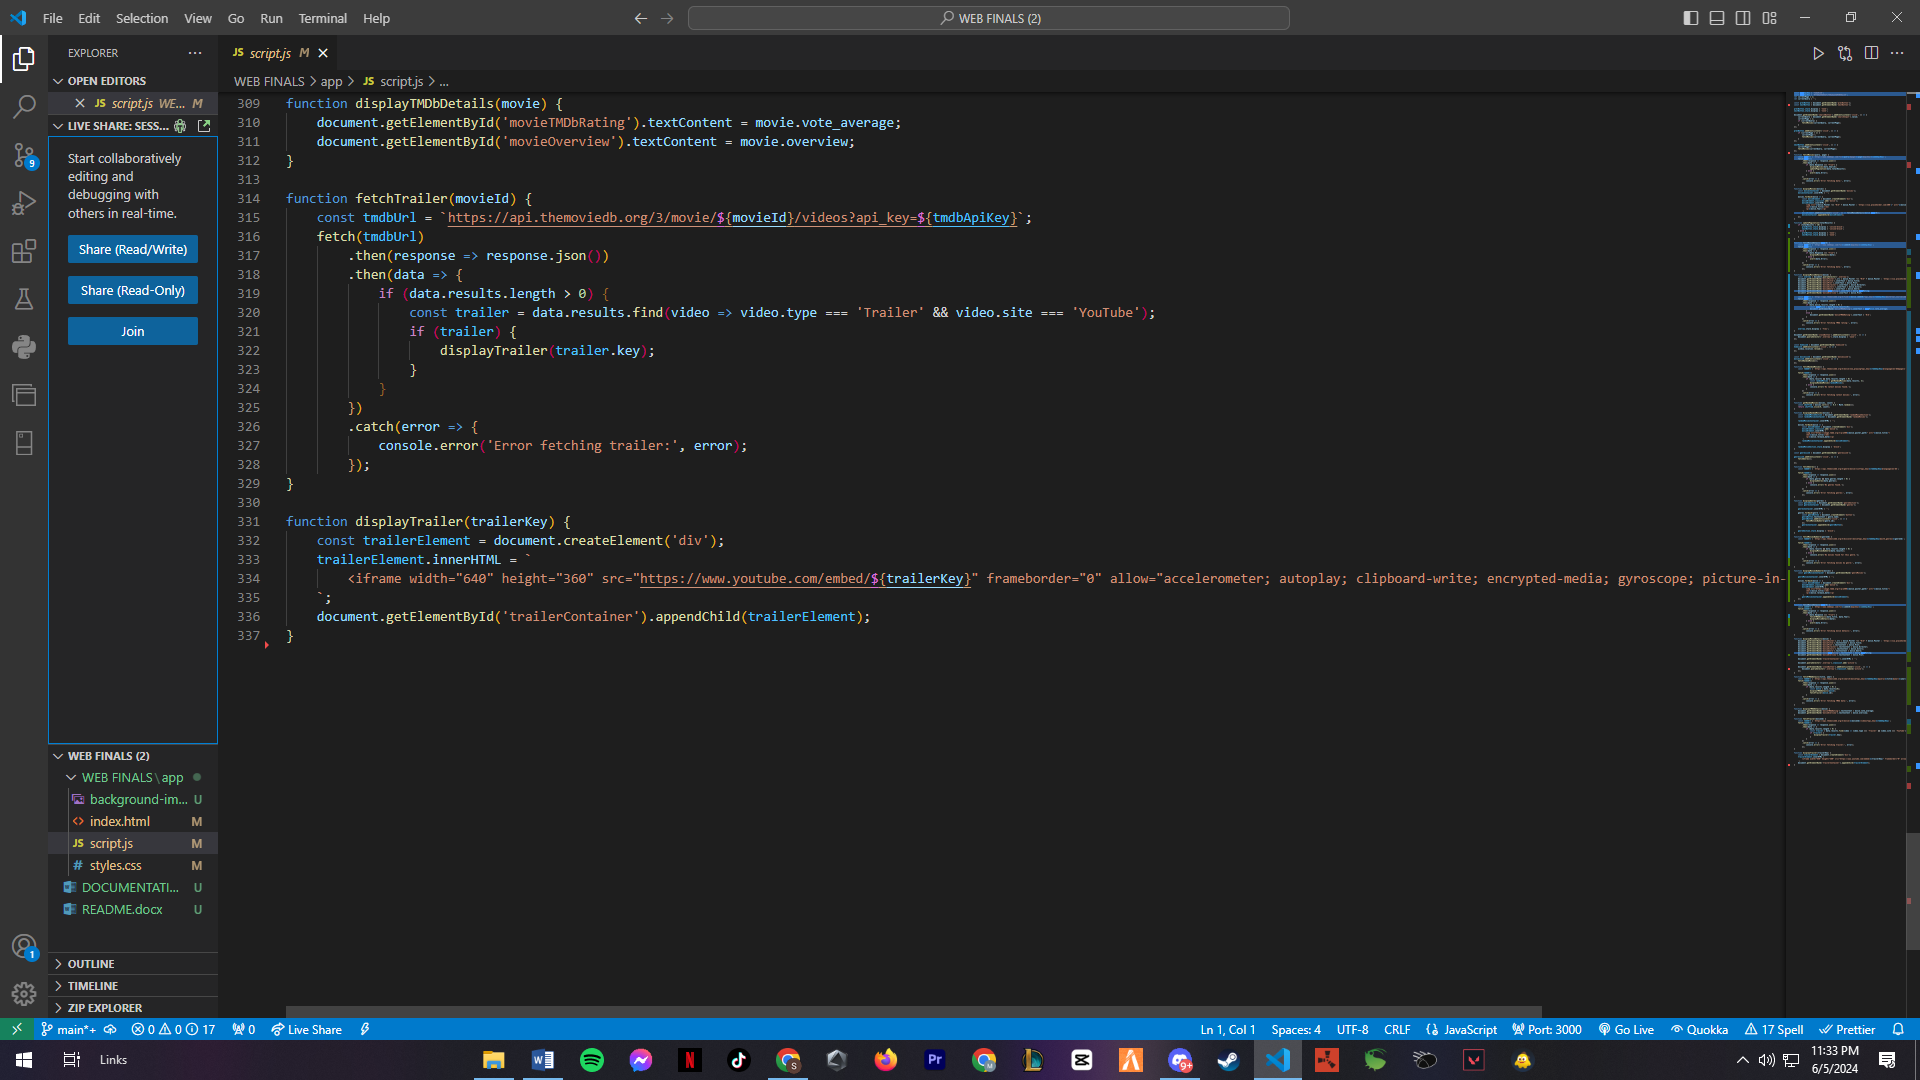 File Edit Selection View Go Run Terminal Help
WEB FINALS (2)
EXPLORER
JS script.js M
OPEN EDITORS
WEB FINALS > app > JS script.js > ...
JS script.js WE... M
LIVE SHARE: SESS...
Start collaboratively
editing and
debugging with
others in real-time.
Share (Read/Write)
Share (Read-Only)
Join
309 function displayTMDbDetails(movie) {
310 document.getElementById('movieTMDbRating').textContent = movie.vote_average;
311 document.getElementById('movieOverview').textContent = movie.overview;
312 }
313
314 function fetchTrailer(movieId) {
315 const tmdbUrl = `https://api.themoviedb.org/3/movie/${movieId}/videos?api_key=${tmdbApiKey}`;
316 fetch(tmdbUrl)
317 .then(response => response.json())
318 .then(data => {
319 if (data.results.length > 0) {
320 const trailer = data.results.find(video => video.type === 'Trailer' && video.site === 'YouTube');
321 if (trailer) {
322 displayTrailer(trailer.key);
323 }
324 }
325 })
326 .catch(error => {
327 console.error('Error fetching trailer:', error);
328 });
329 }
330
331 function displayTrailer(trailerKey) {
332 const trailerElement = document.createElement('div');
333 trailerElement.innerHTML = `
334 <iframe width="640" height="360" src="https://www.youtube.com/embed/${trailerKey}" frameborder="0" allow="accelerometer; autoplay; clipboard-write; encrypted-media; gyroscope; picture-in-
335 `;
336 document.getElementById('trailerContainer').appendChild(trailerElement);
337 }
9
WEB FINALS (2)
WEB FINALS \ app
background-im... U
index.html M
JS script.js M
# styles.css M
DOCUMENTATI... U
README.docx U
1
OUTLINE
TIMELINE
ZIP EXPLORER
main*+ 0 0 17 0 Live Share
Ln 1, Col 1 Spaces: 4 UTF-8 CRLF JavaScript Port: 3000 Go Live Quokka 17 Spell Prettier
Links
W
N
S
Pr
M
9+
11:33 PM
6/5/2024